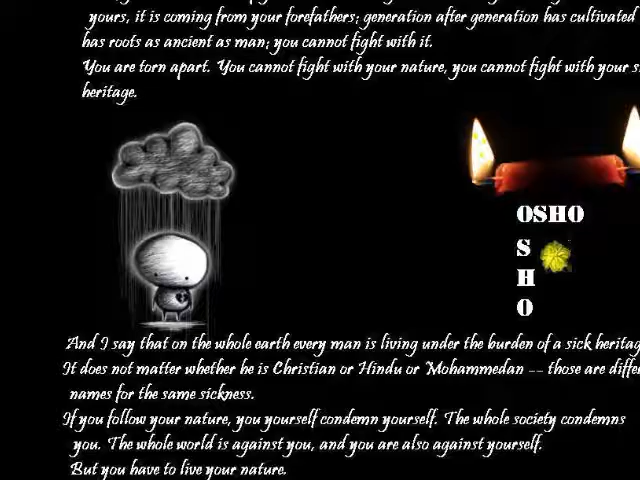 yours, it is coming from your forefathers; generation after generation has cultivated
has roots as ancient as man; you cannot fight with it.
You are torn apart. You cannot fight with your nature, you cannot fight with your
heritage.
OSHO
S
H
O
And I say that on the whole earth every man is living under the burden of a sick
It does not matter whether he is Christian or Hindu or Mohammedan -- those are
names for the same sickness.
If you follow your nature, you yourself condemn yourself. The whole society condemns
you. The whole world is against you, and you are also against yourself.
But you have to live your nature.